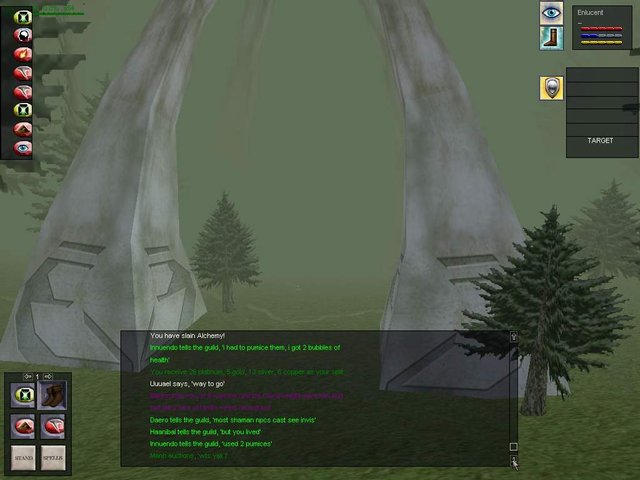 Enlucent
TARGET
You have slain Alchemy!
Innuendo tells the guild, 'I had to pumice them, i got 2 bubbles of
health'
You receive 26 platinum, 5 gold, 13 silver, 6 copper as your split
Uuuael says, 'way to go'
Daero tells the guild, 'most shaman npcs cast see invis'
Haanibal tells the guild, 'but you lived'
Innuendo tells the guild, 'used 2 pumices'
1
STAND
SPELLS